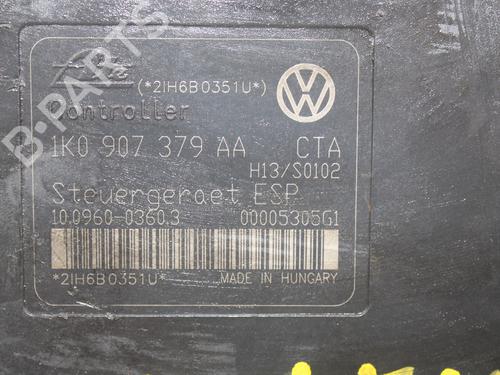 (*2IH6B0351U*)
Controller
1K0 907 379 AA CTA
H13/S0102
Steuergeraet ESP
10.0960-0360.3 00005305G1
*2IH6B0351U*
MADE IN HUNGARY
B-PARTS